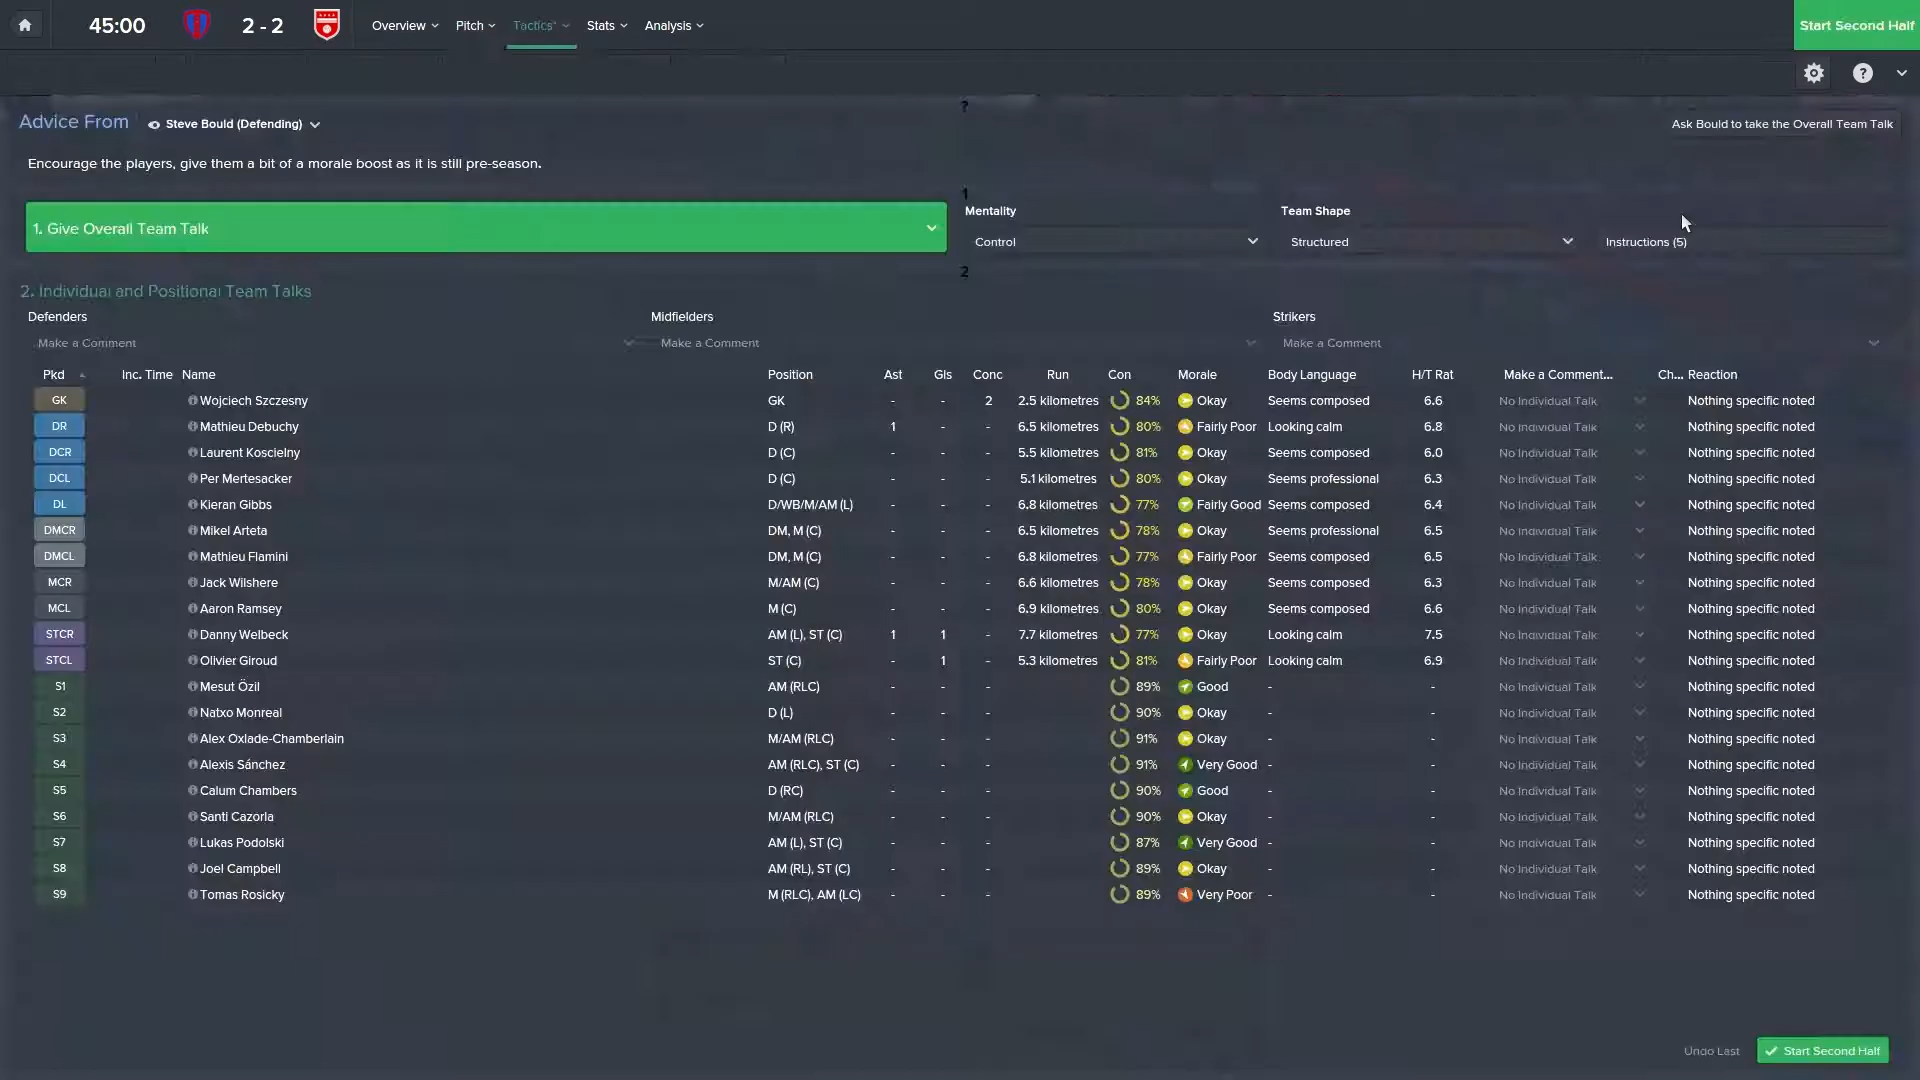 45:00 2 - 2 Overview Pitch Tactics* Stats Analysis Start Second Half
?
?
Advice From Steve Bould (Defending) Ask Bould to take the Overall Team Talk
Encourage the players, give them a bit of a morale boost as it is still pre-season.
1
Mentality Team Shape
1. Give Overall Team Talk
Control Structured Instructions (5)
2
2. Individual and Positional Team Talks
Defenders Midfielders Strikers
Make a Comment Make a Comment Make a Comment
Pkd Inc. Time Name Position Ast Gls Conc Run Con Morale Body Language H/T Rat Make a Comment... Ch... Reaction
GK Wojciech Szczesny GK - - 2 2.5 kilometres 84% Okay Seems composed 6.6 No Individual Talk Nothing specific noted
DR Mathieu Debuchy D (R) 1 - - 6.5 kilometres 80% Fairly Poor Looking calm 6.8 No Individual Talk Nothing specific noted
DCR Laurent Koscielny D (C) - - - 5.5 kilometres 81% Okay Seems composed 6.0 No Individual Talk Nothing specific noted
DCL Per Mertesacker D (C) - - - 5.1 kilometres 80% Okay Seems professional 6.3 No Individual Talk Nothing specific noted
DL Kieran Gibbs D/WB/M/AM (L) - - - 6.8 kilometres 77% Fairly Good Seems composed 6.4 No Individual Talk Nothing specific noted
DMCR Mikel Arteta DM, M (C) - - - 6.5 kilometres 78% Okay Seems professional 6.5 No Individual Talk Nothing specific noted
DMCL Mathieu Flamini DM, M (C) - - - 6.8 kilometres 77% Fairly Poor Seems composed 6.5 No Individual Talk Nothing specific noted
MCR Jack Wilshere M/AM (C) - - - 6.6 kilometres 78% Okay Seems composed 6.3 No Individual Talk Nothing specific noted
MCL Aaron Ramsey M (C) - - - 6.9 kilometres 80% Okay Seems composed 6.6 No Individual Talk Nothing specific noted
STCR Danny Welbeck AM (L), ST (C) 1 1 - 7.7 kilometres 77% Okay Looking calm 7.5 No Individual Talk Nothing specific noted
STCL Olivier Giroud ST (C) - 1 - 5.3 kilometres 81% Fairly Poor Looking calm 6.9 No Individual Talk Nothing specific noted
S1 Mesut Özil AM (RLC) - - - 89% Good - - No Individual Talk Nothing specific noted
S2 Natxo Monreal D (L) - - - 90% Okay - - No Individual Talk Nothing specific noted
S3 Alex Oxlade-Chamberlain M/AM (RLC) - - - 91% Okay - - No Individual Talk Nothing specific noted
S4 Alexis Sánchez AM (RLC), ST (C) - - - 91% Very Good - - No Individual Talk Nothing specific noted
S5 Calum Chambers D (RC) - - - 90% Good - - No Individual Talk Nothing specific noted
S6 Santi Cazorla M/AM (RLC) - - - 90% Okay - - No Individual Talk Nothing specific noted
S7 Lukas Podolski AM (L), ST (C) - - - 87% Very Good - - No Individual Talk Nothing specific noted
S8 Joel Campbell AM (RL), ST (C) - - - 89% Okay - - No Individual Talk Nothing specific noted
S9 Tomas Rosicky M (RLC), AM (LC) - - - 89% Very Poor - - No Individual Talk Nothing specific noted
Undo Last Start Second Half